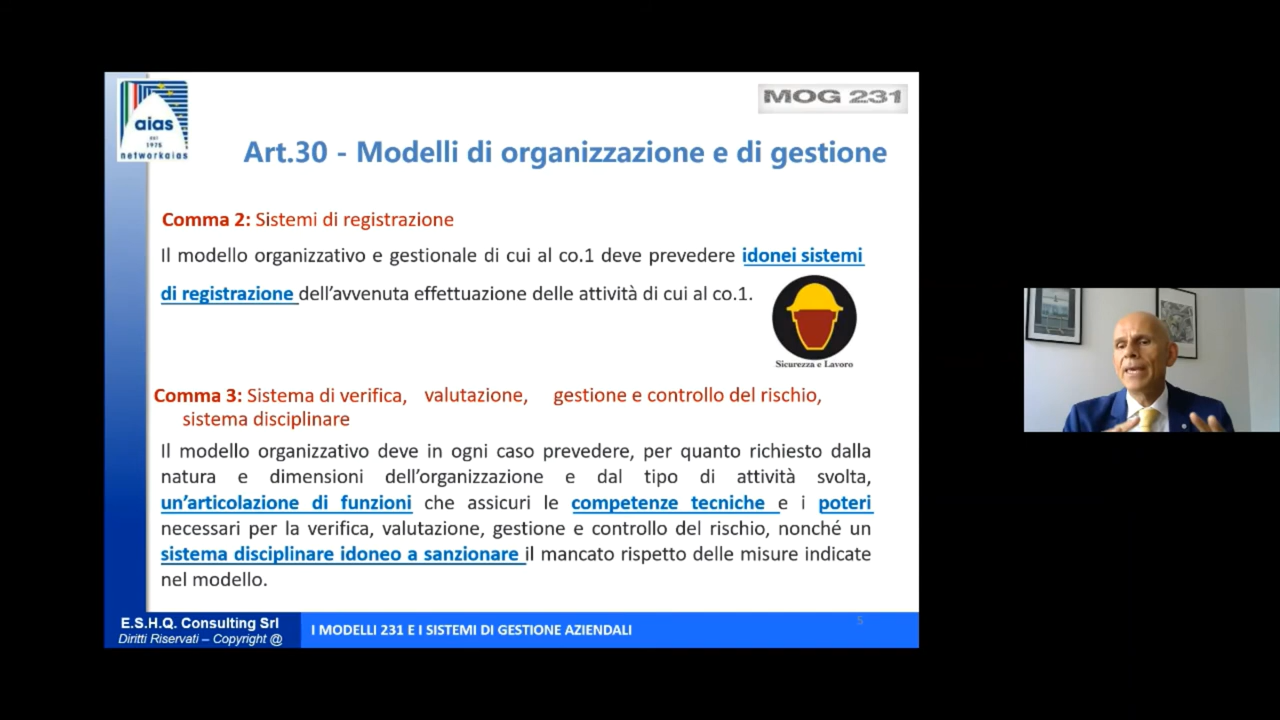 aias
est
1975
networkaias
MOG 231
Art.30 - Modelli di organizzazione e di gestione
Comma 2: Sistemi di registrazione
Il modello organizzativo e gestionale di cui al co.1 deve prevedere idonei sistemi
di registrazione dell'avvenuta effettuazione delle attività di cui al co.1.
Sicurezza e Lavoro
Comma 3: Sistema di verifica, valutazione, gestione e controllo del rischio,
sistema disciplinare
Il modello organizzativo deve in ogni caso prevedere, per quanto richiesto dalla
natura e dimensioni dell'organizzazione e dal tipo di attività svolta,
un'articolazione di funzioni che assicuri le competenze tecniche e i poteri
necessari per la verifica, valutazione, gestione e controllo del rischio, nonché un
sistema disciplinare idoneo a sanzionare il mancato rispetto delle misure indicate
nel modello.
E.S.H.Q. Consulting Srl
Diritti Riservati – Copyright @
I MODELLI 231 E I SISTEMI DI GESTIONE AZIENDALI
5